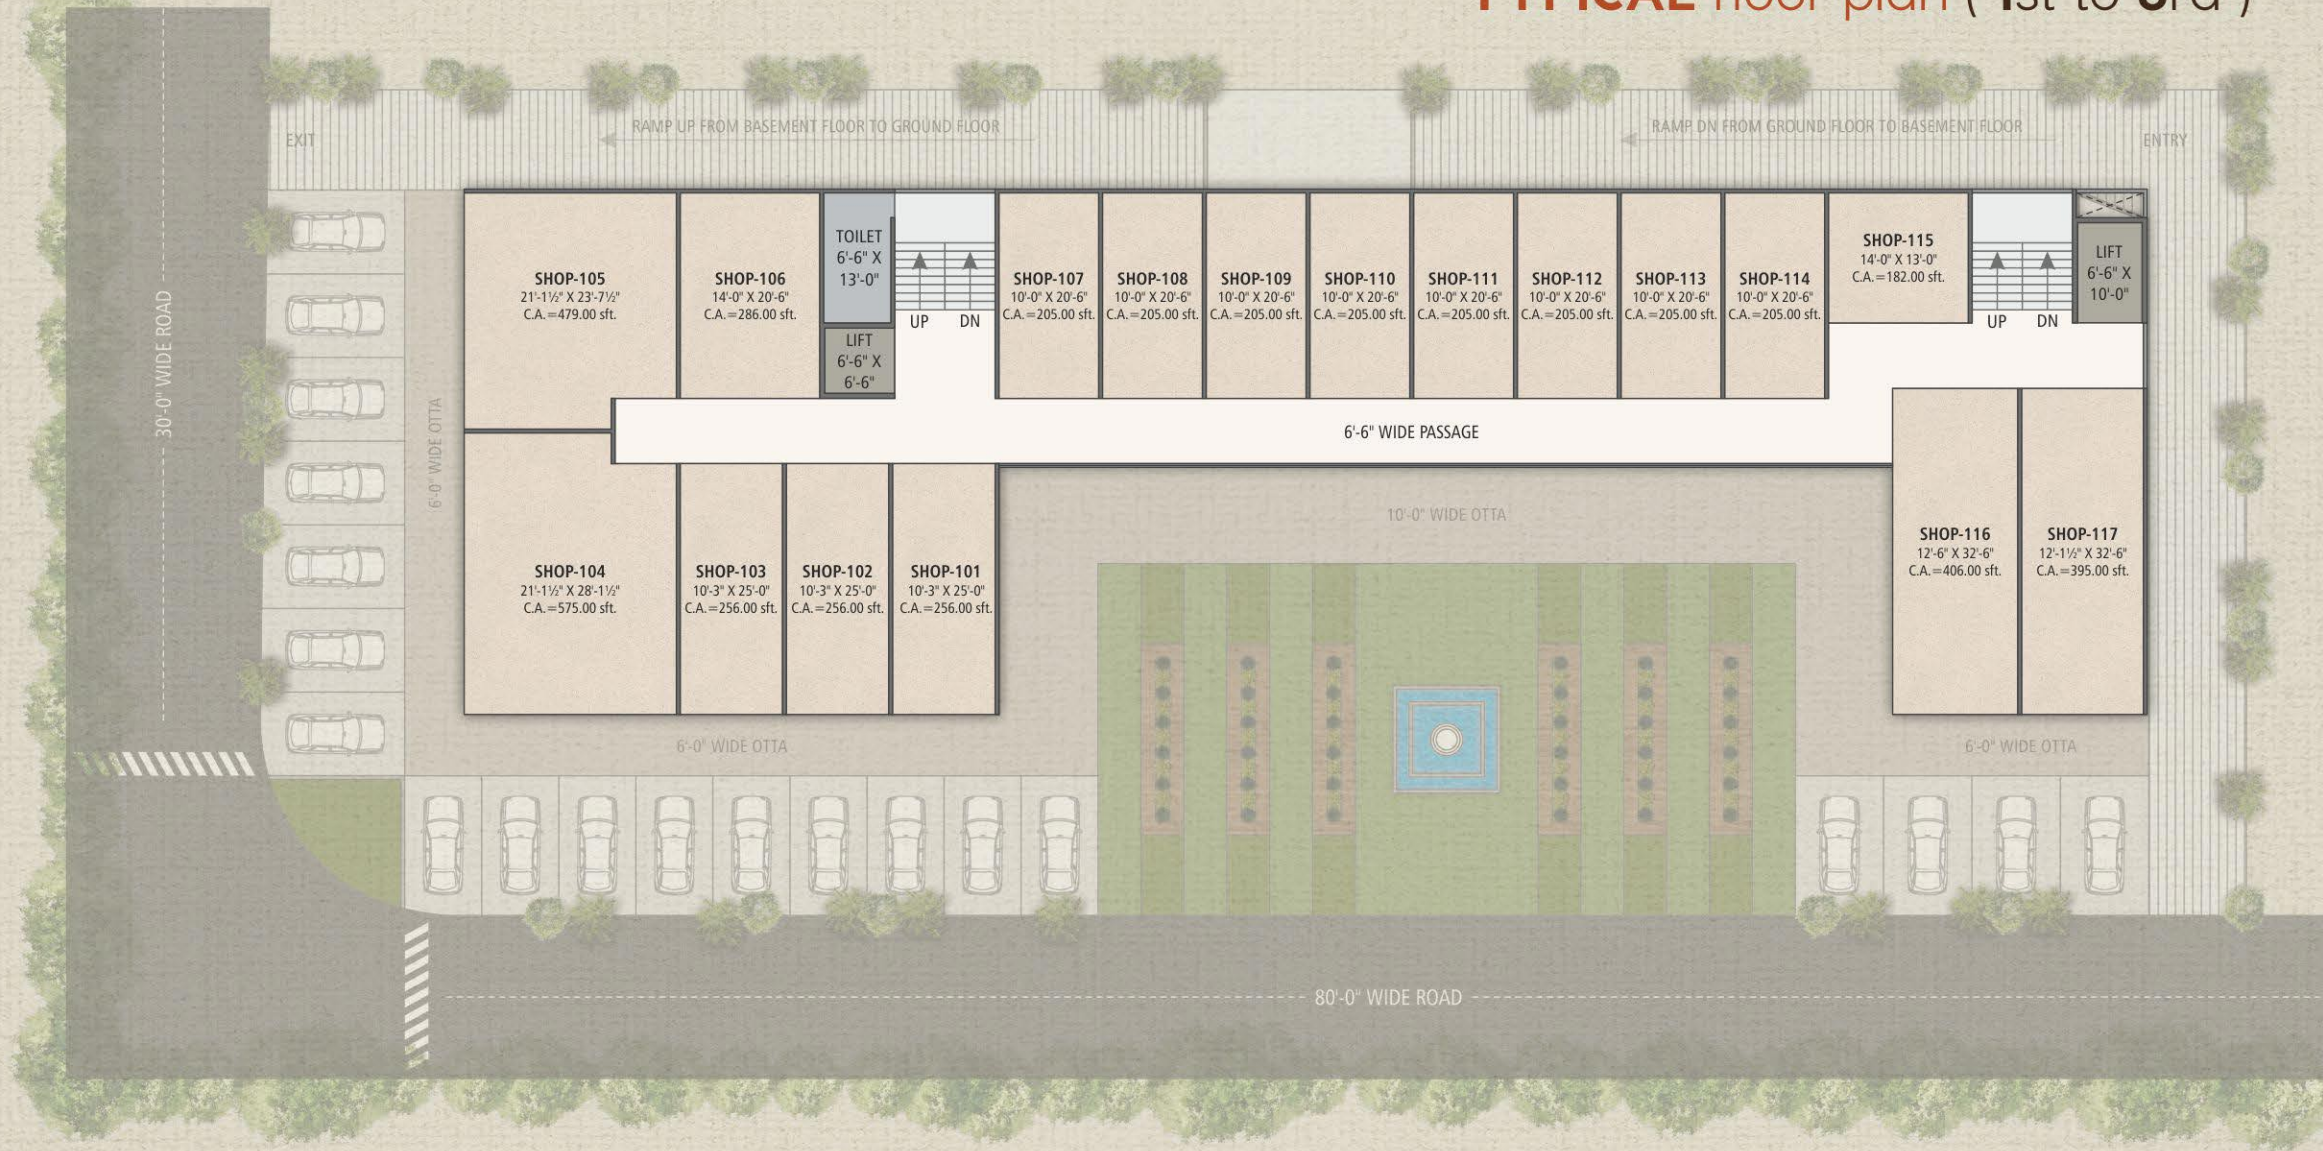 TYPICAL floor plan ( 1st to 3rd )
RAMP UP FROM BASEMENT FLOOR TO GROUND FLOOR
RAMP DN FROM GROUND FLOOR TO BASEMENT FLOOR
EXIT
ENTRY
30'-0" WIDE ROAD
6'-0" WIDE OTTA
SHOP-105
21'-1½" X 23'-7½"
C.A.=479.00 sft.
SHOP-106
14'-0" X 20'-6"
C.A.=286.00 sft.
TOILET
6'-6" X
13'-0"
LIFT
6'-6" X
6'-6"
UP DN
SHOP-107
10'-0" X 20'-6"
C.A.=205.00 sft.
SHOP-108
10'-0" X 20'-6"
C.A.=205.00 sft.
SHOP-109
10'-0" X 20'-6"
C.A.=205.00 sft.
SHOP-110
10'-0" X 20'-6"
C.A.=205.00 sft.
SHOP-111
10'-0" X 20'-6"
C.A.=205.00 sft.
SHOP-112
10'-0" X 20'-6"
C.A.=205.00 sft.
SHOP-113
10'-0" X 20'-6"
C.A.=205.00 sft.
SHOP-114
10'-0" X 20'-6"
C.A.=205.00 sft.
SHOP-115
14'-0" X 13'-0"
C.A.=182.00 sft.
UP DN
LIFT
6'-6" X
10'-0"
6'-6" WIDE PASSAGE
10'-0" WIDE OTTA
SHOP-104
21'-1½" X 28'-1½"
C.A.=575.00 sft.
SHOP-103
10'-3" X 25'-0"
C.A.=256.00 sft.
SHOP-102
10'-3" X 25'-0"
C.A.=256.00 sft.
SHOP-101
10'-3" X 25'-0"
C.A.=256.00 sft.
SHOP-116
12'-6" X 32'-6"
C.A.=406.00 sft.
SHOP-117
12'-1½" X 32'-6"
C.A.=395.00 sft.
6'-0" WIDE OTTA
6'-0" WIDE OTTA
80'-0" WIDE ROAD